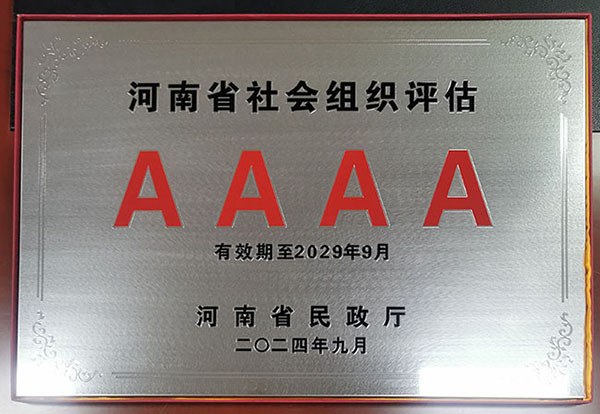 河南省社会组织评估
AAAA
有效期至2029年9月
河南省民政厅
二〇二四年九月